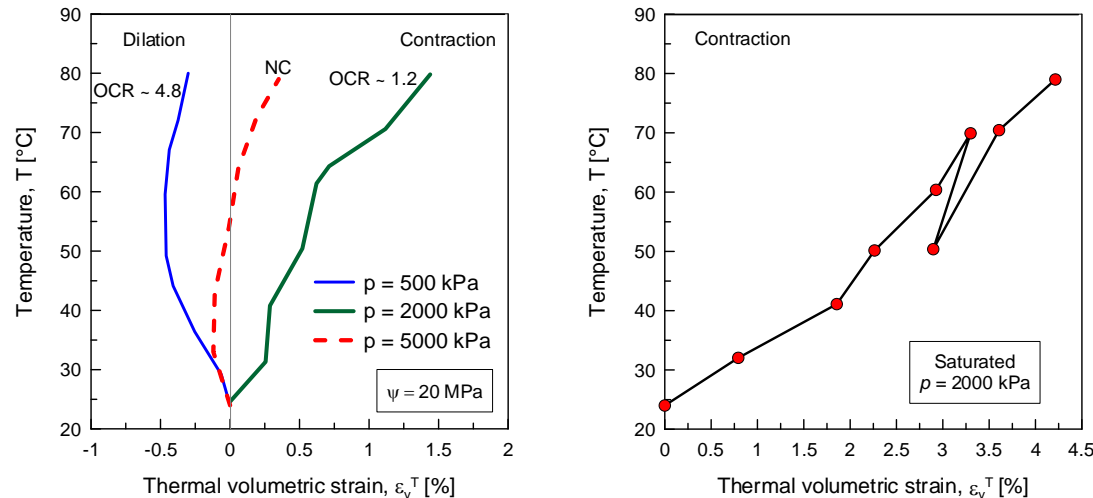 90
80
70
60
50
40
30
20
Temperature, T [°C]
Dilation
Contraction
OCR ~ 4.8
NC
OCR ~ 1.2
p = 500 kPa
p = 2000 kPa
p = 5000 kPa
ψ = 20 MPa
-1 -0.5 0 0.5 1 1.5 2
Thermal volumetric strain, εvT [%]
90
80
70
60
50
40
30
20
Temperature, T [°C]
Contraction
Saturated
p = 2000 kPa
0 0.5 1 1.5 2 2.5 3 3.5 4 4.5
Thermal volumetric strain, εvT [%]